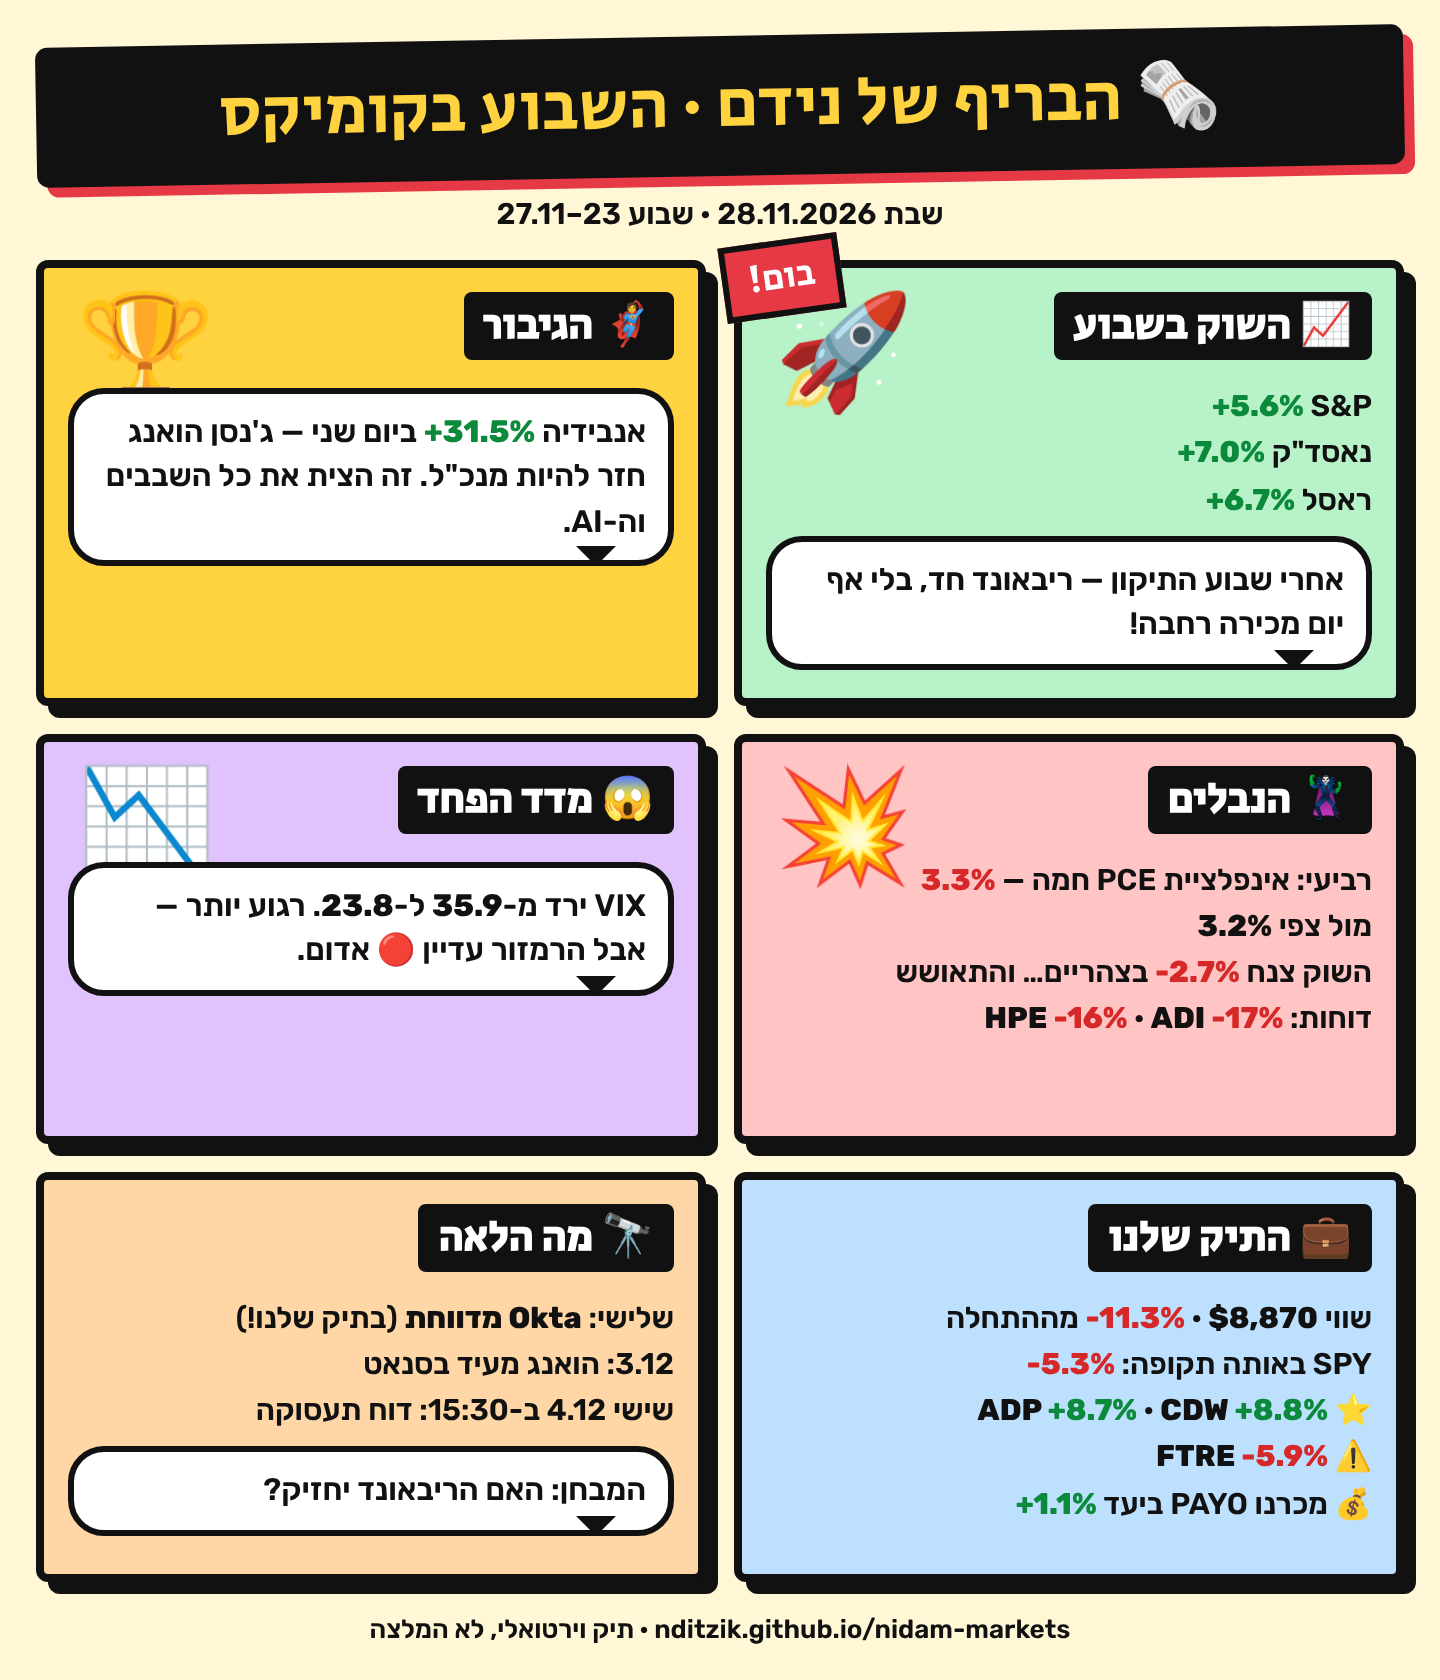 הבריף של נידם · השבוע בקומיקס
שבת 28.11.2026 · שבוע 23–27.11
בום!
השוק בשבוע
S&P +5.6%
נאסד"ק +7.0%
ראסל +6.7%
אחרי שבוע התיקון — ריבאונד חד, בלי אף
יום מכירה רחבה!
הגיבור
אנבידיה +31.5% ביום שני — ג'נסן הואנג
חזר להיות מנכ"ל. זה הצית את כל השבבים
וה-AI.
הנבלים
רביעי: אינפלציית PCE חמה — 3.3%
מול צפי 3.2%
השוק צנח -2.7% בצהריים... והתאושש
דוחות: HPE -16% · ADI -17%
מדד הפחד
VIX ירד מ-35.9 ל-23.8. רגוע יותר —
אבל הרמזור עדיין 🔴 אדום.
התיק שלנו
שווי $8,870 · -11.3% מההתחלה
SPY באותה תקופה: -5.3%
⭐ ADP +8.7% · CDW +8.8%
⚠️ FTRE -5.9%
💰 מכרנו PAYO ביעד +1.1%
מה הלאה
שלישי: Okta מדווחת (בתיק שלנו!)
3.12: הואנג מעיד בסנאט
שישי 4.12 ב-15:30: דוח תעסוקה
המבחן: האם הריבאונד יחזיק?
nditzik.github.io/nidam-markets · תיק וירטואלי, לא המלצה